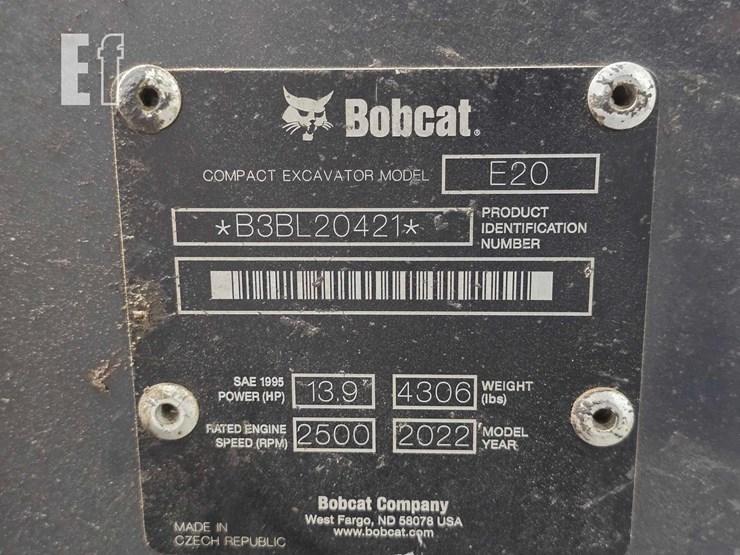 Ef
Bobcat®
COMPACT EXCAVATOR MODEL E20
*B3BL20421* PRODUCT IDENTIFICATION NUMBER
SAE 1995 POWER (HP) 13.9 4306 WEIGHT (lbs)
RATED ENGINE SPEED (RPM) 2500 2022 MODEL YEAR
Bobcat Company
West Fargo, ND 58078 USA
www.bobcat.com
MADE IN
CZECH REPUBLIC